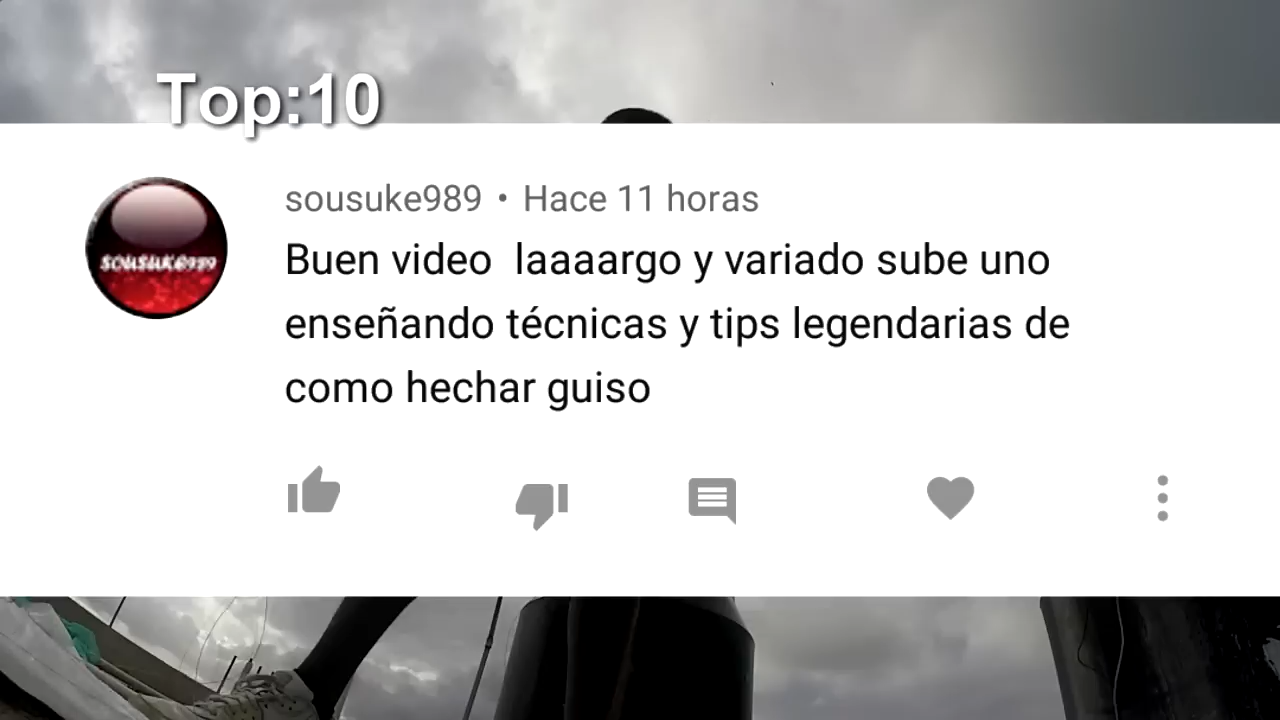 Top:10
sousuke989 • Hace 11 horas
sousuke989
Buen video laaaargo y variado sube uno
enseñando técnicas y tips legendarias de
como hechar guiso